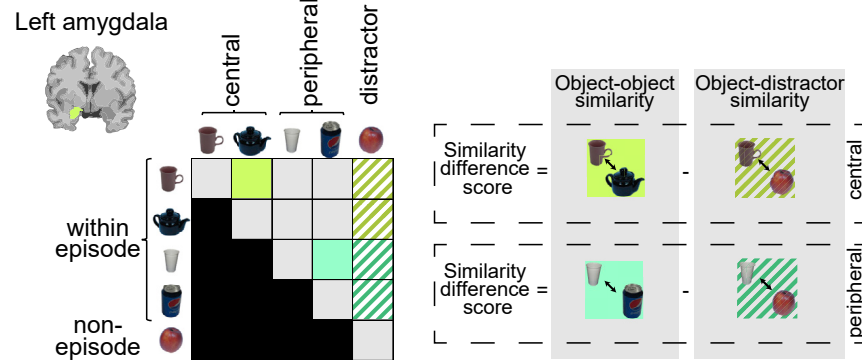 Left amygdala
central
peripheral
distractor
within
episode
non-
episode
Object-object
similarity
Object-distractor
similarity
Similarity
difference
score
=
-
central
Similarity
difference
score
=
-
peripheral